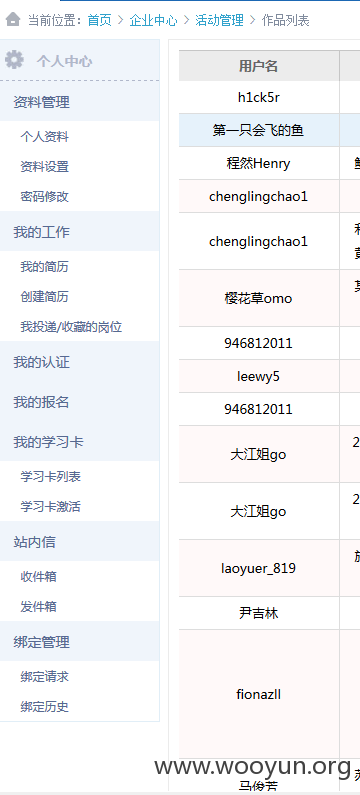 当前位置： 首页 > 企业中心 > 活动管理 > 作品列表
个人中心
资料管理
个人资料
资料设置
密码修改
我的工作
我的简历
创建简历
我投递/收藏的岗位
我的认证
我的报名
我的学习卡
学习卡列表
学习卡激活
站内信
收件箱
发件箱
绑定管理
绑定请求
绑定历史
用户名
h1ck5r
第一只会飞的鱼
程然Henry
chenglingchao1
chenglingchao1
樱花草omo
946812011
leewy5
946812011
大江姐go
2
大江姐go
2
laoyuer_819
尹吉林
fionazll
马俊芳
www.wooyun.org